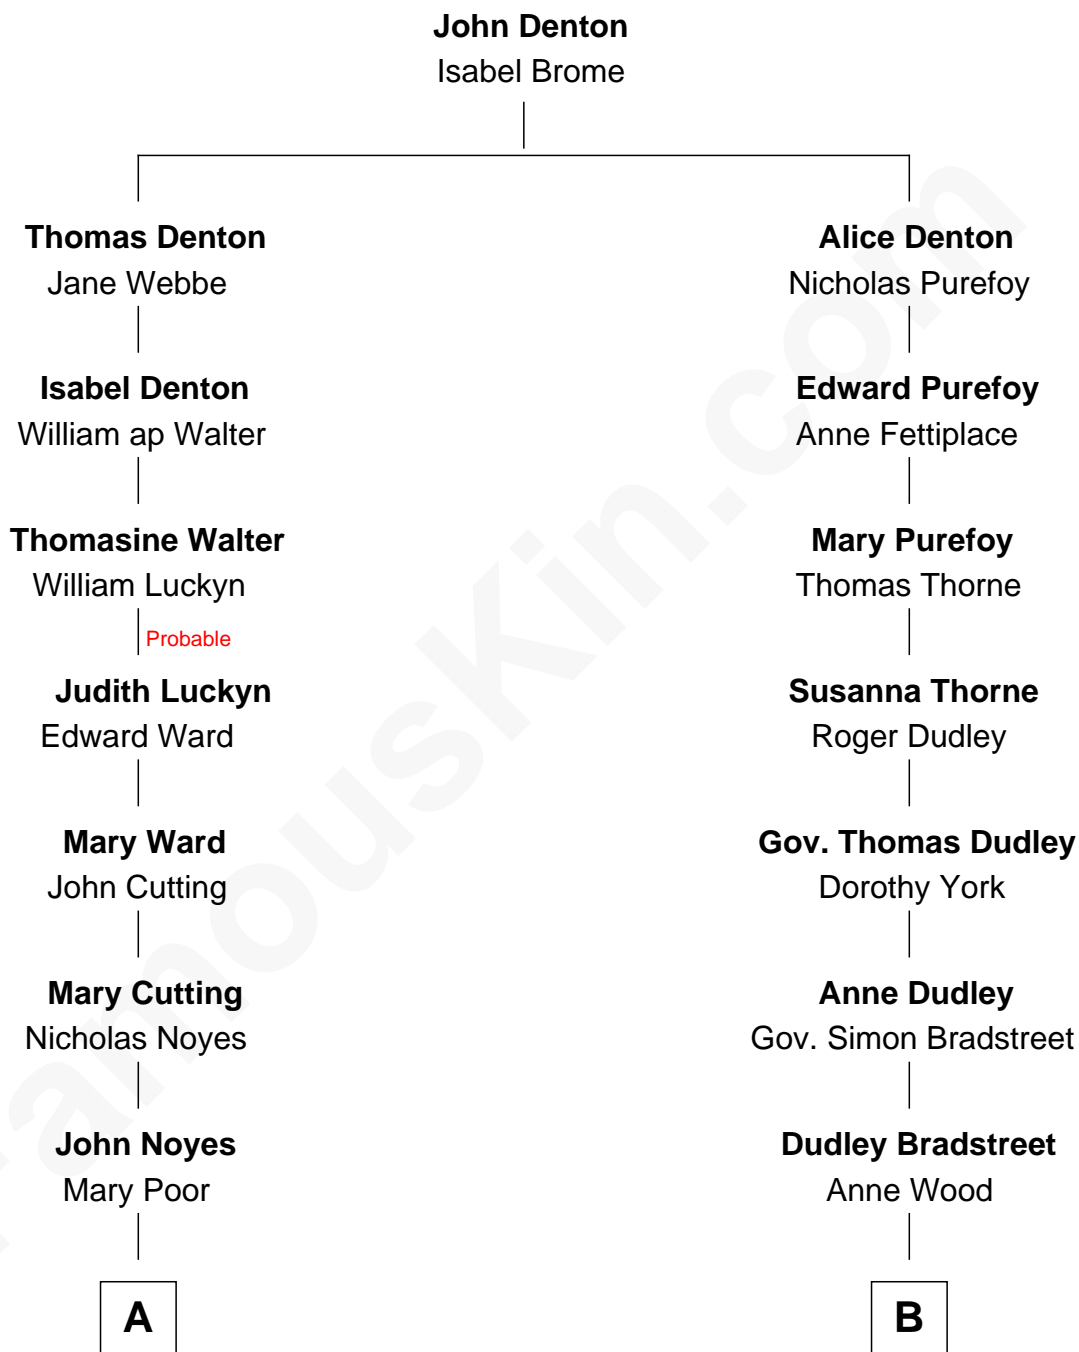 John Denton
Isabel Brome
Thomas Denton
Jane Webbe
Alice Denton
Nicholas Purefoy
Isabel Denton
William ap Walter
Edward Purefoy
Anne Fettiplace
Thomasine Walter
William Luckyn
Mary Purefoy
Thomas Thorne
Probable
Judith Luckyn
Edward Ward
Susanna Thorne
Roger Dudley
Mary Ward
John Cutting
Gov. Thomas Dudley
Dorothy York
Mary Cutting
Nicholas Noyes
Anne Dudley
Gov. Simon Bradstreet
John Noyes
Mary Poor
Dudley Bradstreet
Anne Wood
A
B
FamousKin.com